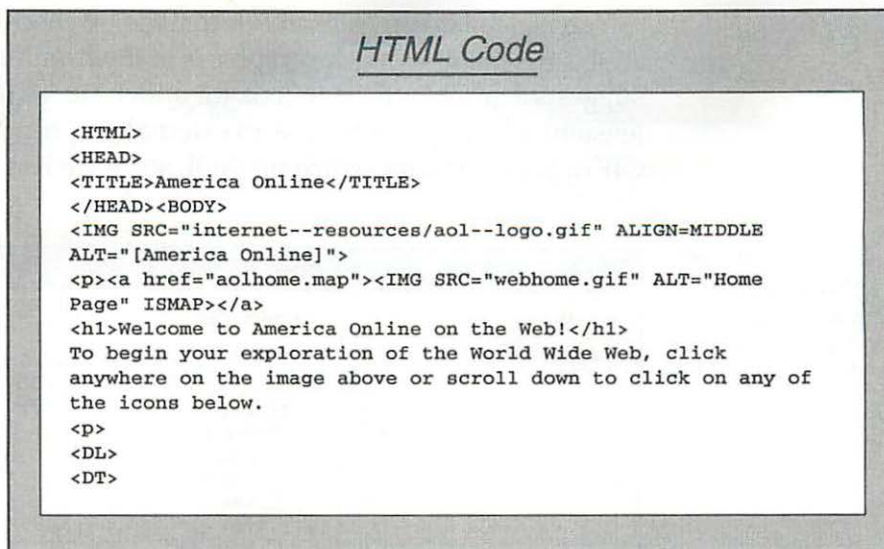 HTML Code
<HTML>
<HEAD>
<TITLE>America Online</TITLE>
</HEAD><BODY>
<IMG SRC="internet--resources/aol--logo.gif" ALIGN=MIDDLE
ALT="[America Online]">
<p><a href="aolhome.map"><IMG SRC="webhome.gif" ALT="Home
Page" ISMAP></a>
<h1>Welcome to America Online on the Web!</h1>
To begin your exploration of the World Wide Web, click
anywhere on the image above or scroll down to click on any of
the icons below.
<p>
<DL>
<DT>